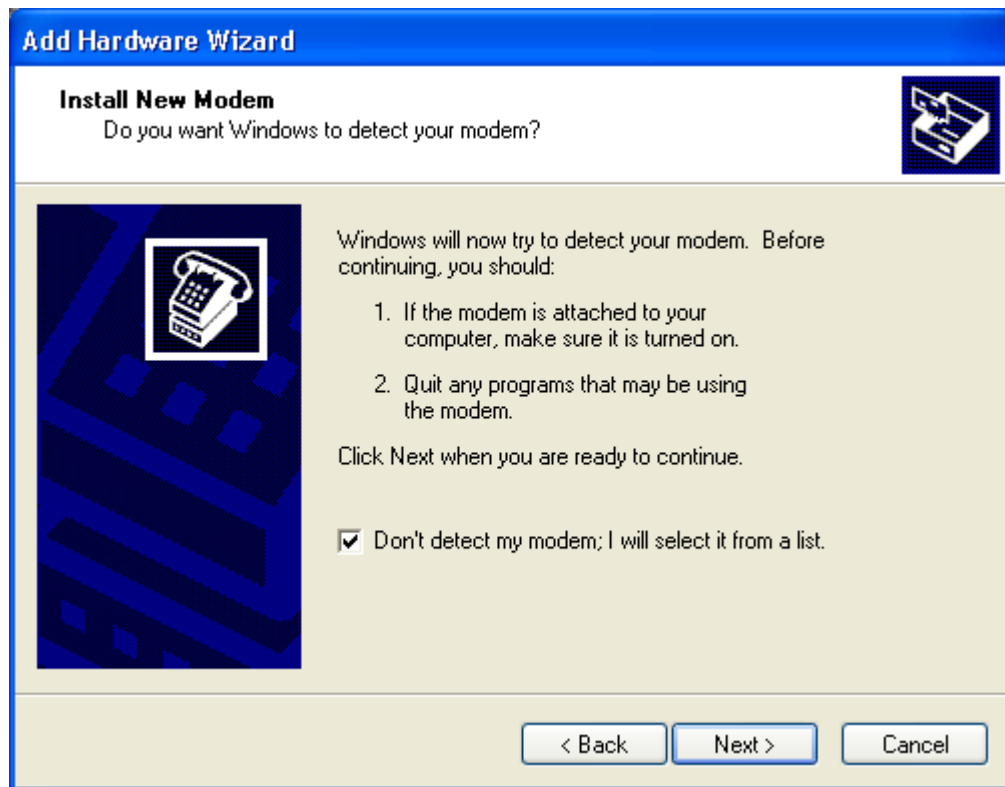 Add Hardware Wizard
Install New Modem
Do you want Windows to detect your modem?
Windows will now try to detect your modem.  Before
continuing, you should:
1. If the modem is attached to your
computer, make sure it is turned on.
2. Quit any programs that may be using
the modem.
Click Next when you are ready to continue.
Don't detect my modem; I will select it from a list.
< Back
Next >
Cancel